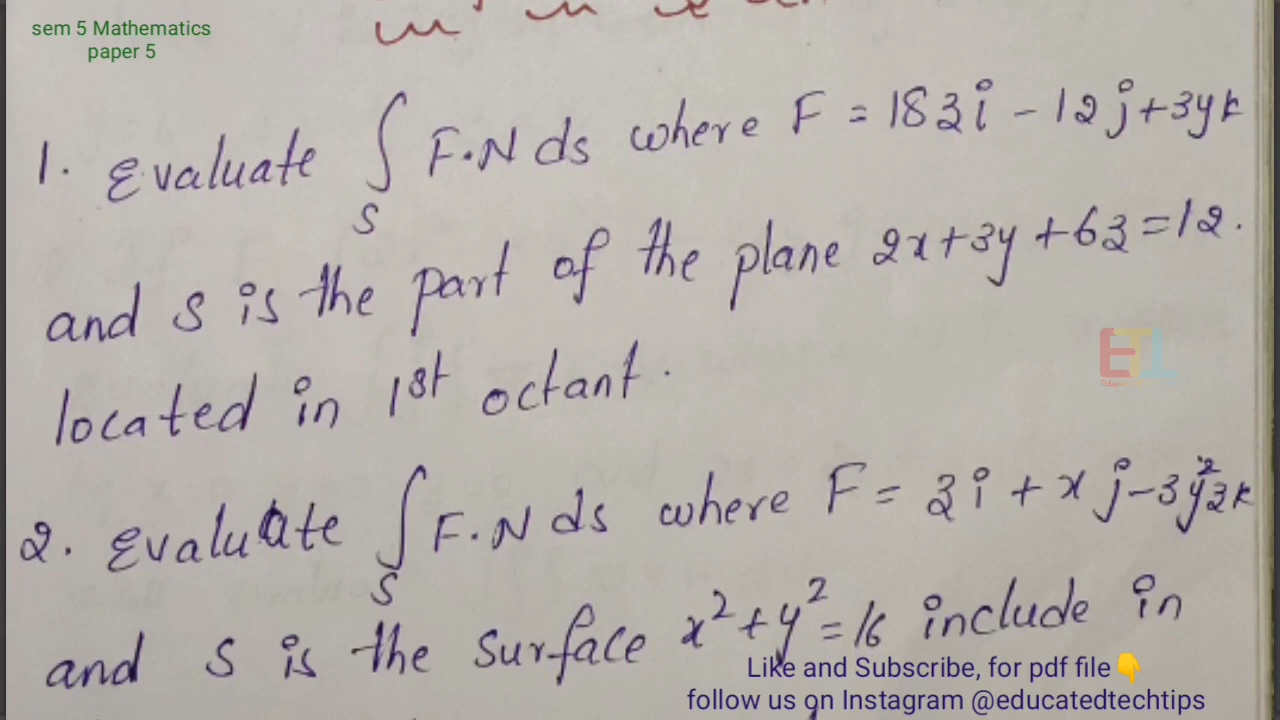 sem 5 Mathematics
paper 5
1. Evaluate ∫ F.N ds where F = 18zi - 12j + 3yk
S
and S is the part of the plane 2x+3y+6z=12.
located in 1st octant.
2. Evaluate ∫ F.N ds where F = zi + xj - 3y²zk
S
and S is the surface x²+y²=16 include in
Like and Subscribe, for pdf file👇
follow us on Instagram @educatedtechtips
ETL